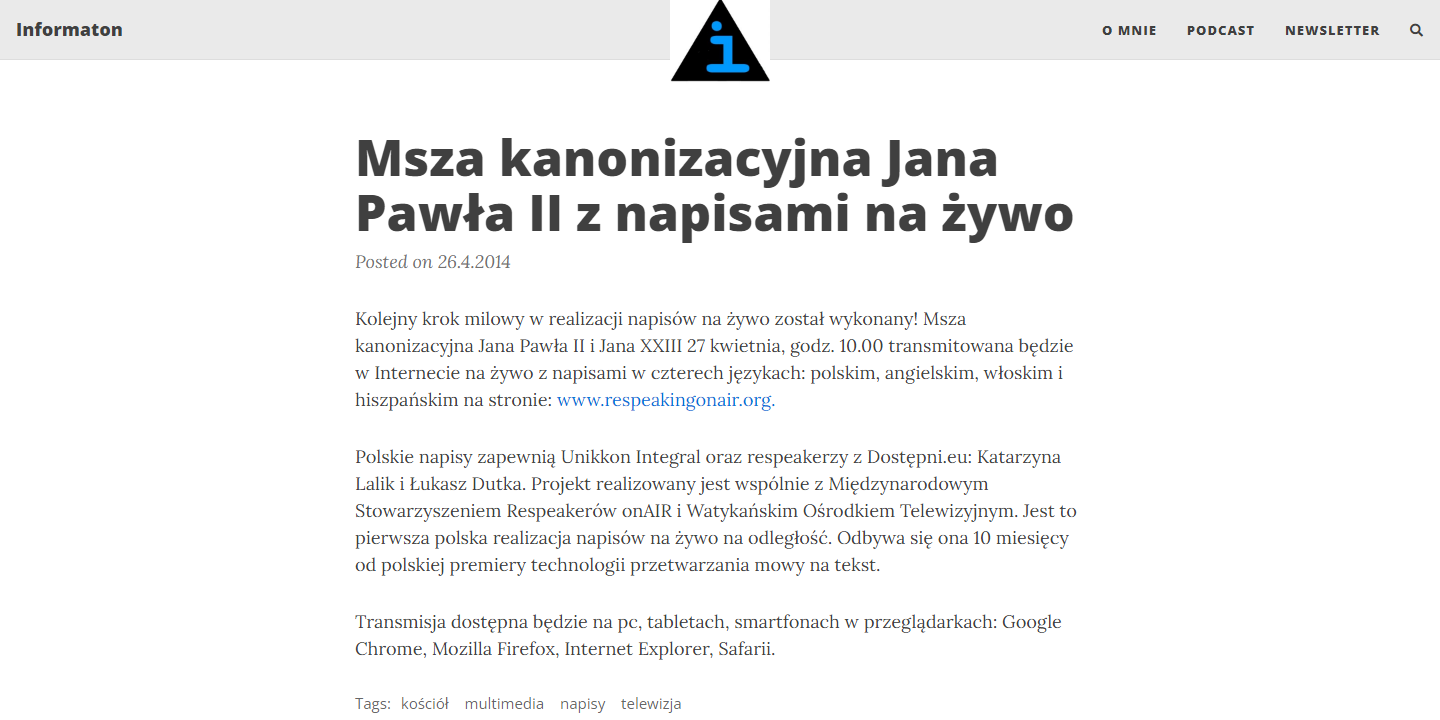 Informaton
i
O MNIE
PODCAST
NEWSLETTER
Msza kanonizacyjna Jana
Pawła II z napisami na żywo
Posted on 26.4.2014
Kolejny krok milowy w realizacji napisów na żywo został wykonany! Msza
kanonizacyjna Jana Pawła II i Jana XXIII 27 kwietnia, godz. 10.00 transmitowana będzie
w Internecie na żywo z napisami w czterech językach: polskim, angielskim, włoskim i
hiszpańskim na stronie: www.respeakingonair.org.
Polskie napisy zapewnią Unikkon Integral oraz respeakerzy z Dostępni.eu: Katarzyna
Lalik i Łukasz Dutka. Projekt realizowany jest wspólnie z Międzynarodowym
Stowarzyszeniem Respeakerów onAIR i Watykańskim Ośrodkiem Telewizyjnym. Jest to
pierwsza polska realizacja napisów na żywo na odległość. Odbywa się ona 10 miesięcy
od polskiej premiery technologii przetwarzania mowy na tekst.
Transmisja dostępna będzie na pc, tabletach, smartfonach w przeglądarkach: Google
Chrome, Mozilla Firefox, Internet Explorer, Safarii.
Tags: kościół multimedia napisy telewizja